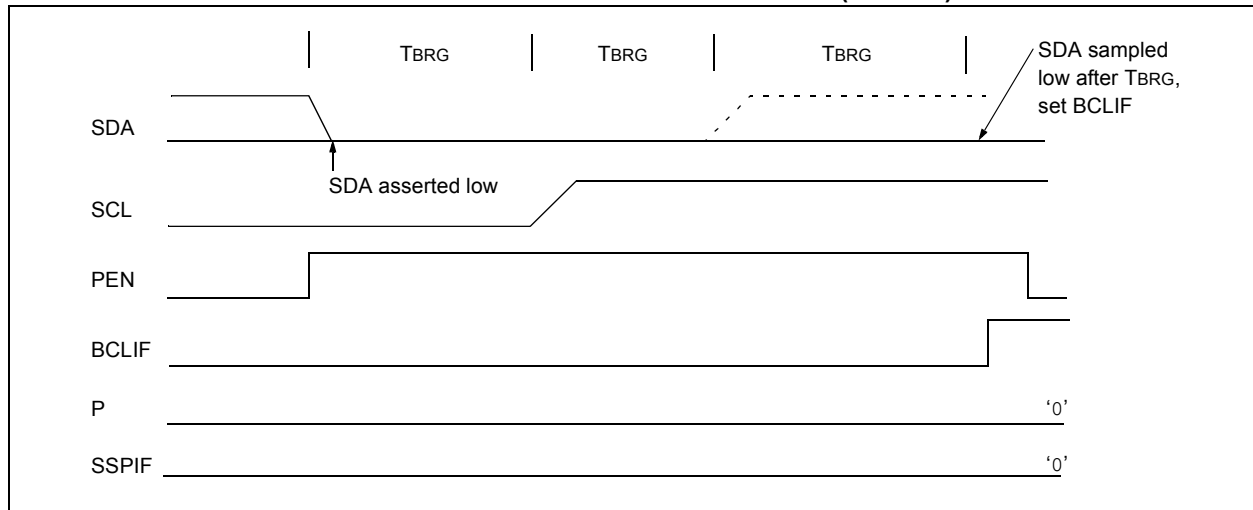 TBRG TBRG TBRG
SDA sampled
low after TBRG,
set BCLIF
SDA
SDA asserted low
SCL
PEN
BCLIF
P
‘0’
SSPIF
‘0’